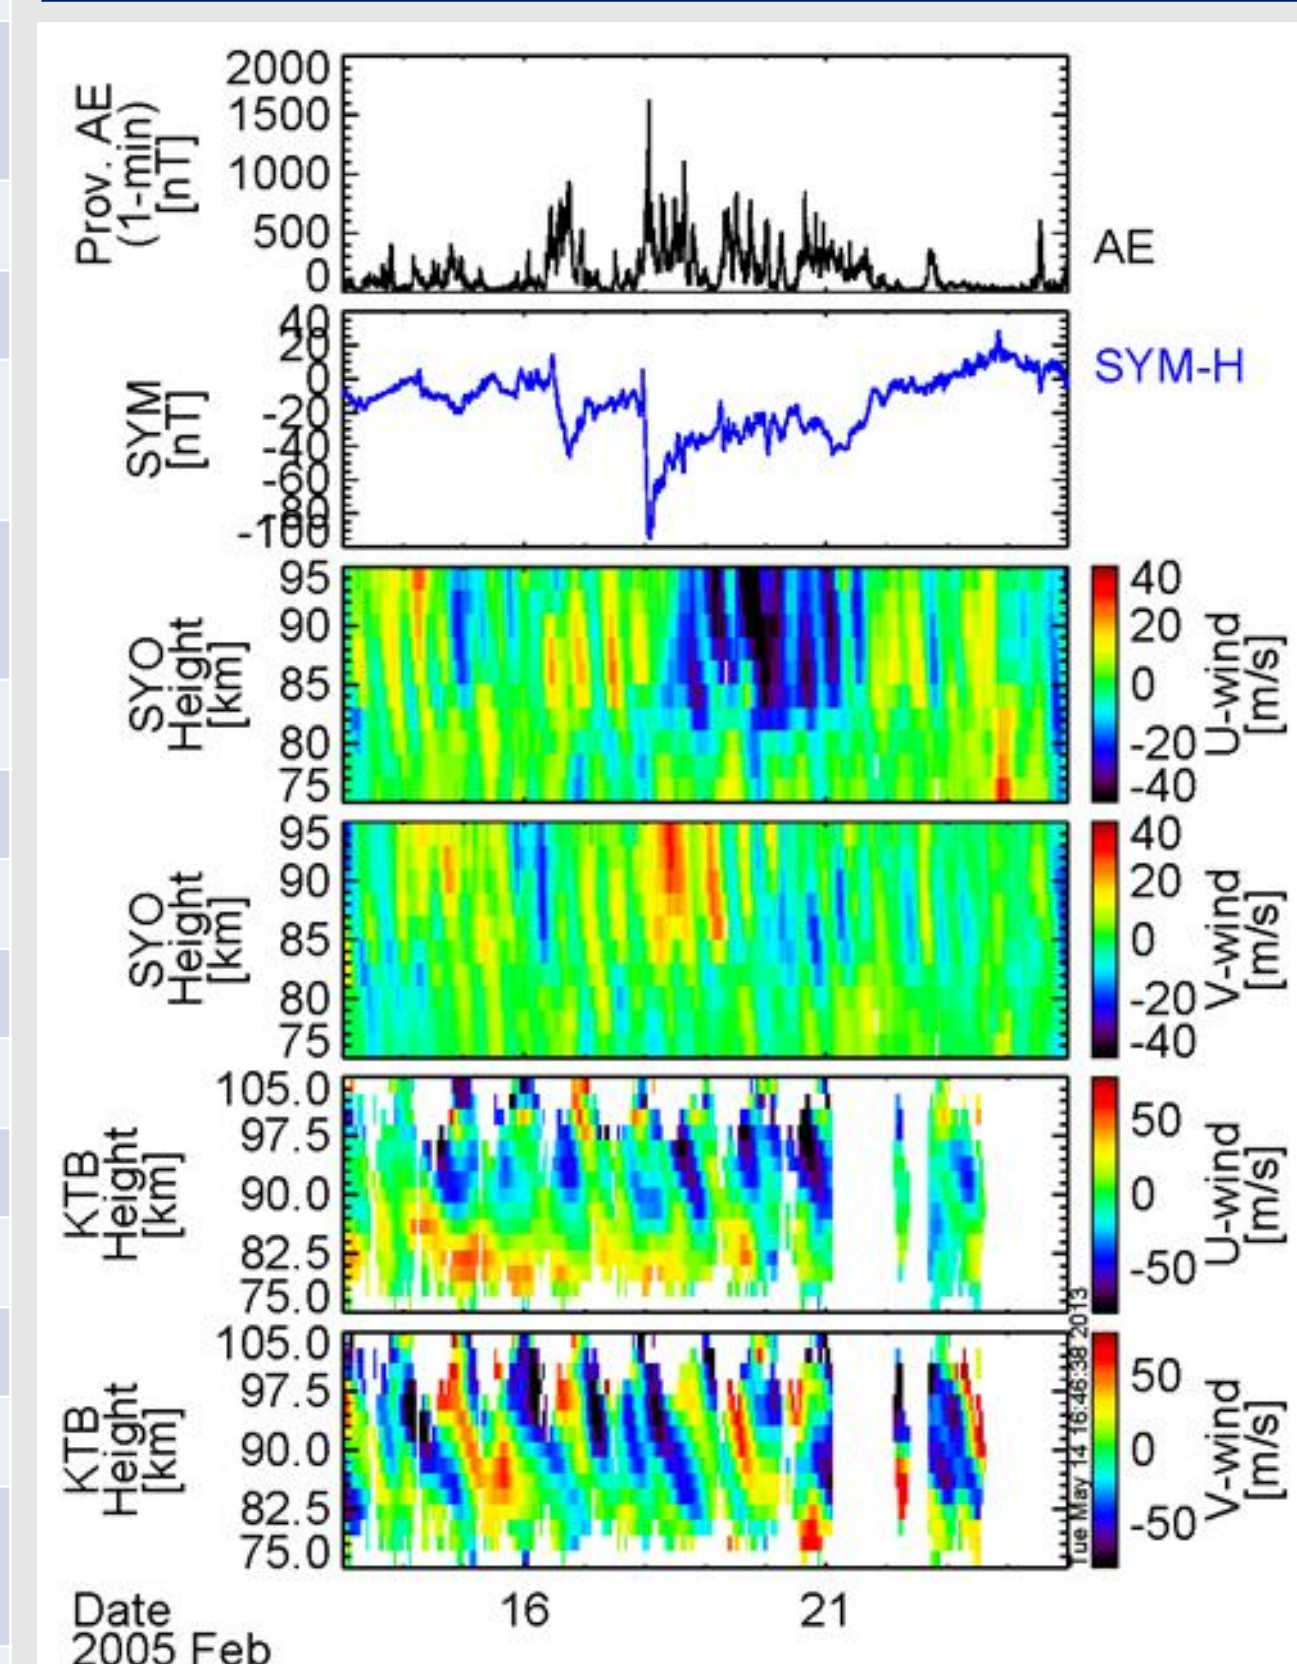 Prov. AE
(1-min)
[nT]
2000
1500
1000
500
0
AE
SYM
[nT]
40
20
0
-20
-40
-60
-80
-100
SYM-H
SYO
Height
[km]
95
90
85
80
75
40
20
0
-20
-40
U-wind
[m/s]
SYO
Height
[km]
95
90
85
80
75
40
20
0
-20
-40
V-wind
[m/s]
KTB
Height
[km]
105.0
97.5
90.0
82.5
75.0
50
0
-50
U-wind
[m/s]
KTB
Height
[km]
105.0
97.5
90.0
82.5
75.0
50
0
-50
V-wind
[m/s]
Tue May 14 16:46:38 2013
Date 16 21
2005 Feb